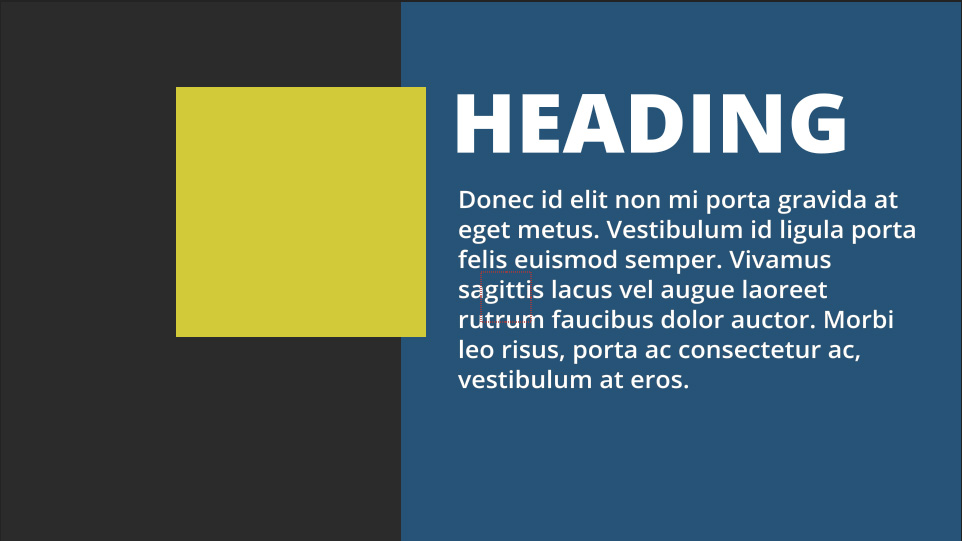 HEADING
Donec id elit non mi porta gravida at
eget metus. Vestibulum id ligula porta
felis euismod semper. Vivamus
sagittis lacus vel augue laoreet
rutrum faucibus dolor auctor. Morbi
leo risus, porta ac consectetur ac,
vestibulum at eros.